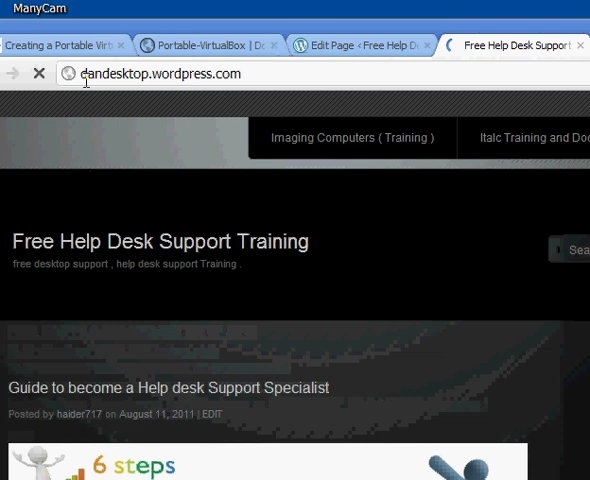 ManyCam
Creating a Portable Virt
Portable-VirtualBox | Do
Edit Page ‹ Free Help D
Free Help Desk Support
dandesktop.wordpress.com
Imaging Computers ( Training )
Italc Training and Doc
Free Help Desk Support Training
free desktop support , help desk support Training .
Sea
Guide to become a Help desk Support Specialist
Posted by haider717 on August 11, 2011 | EDIT
6 steps